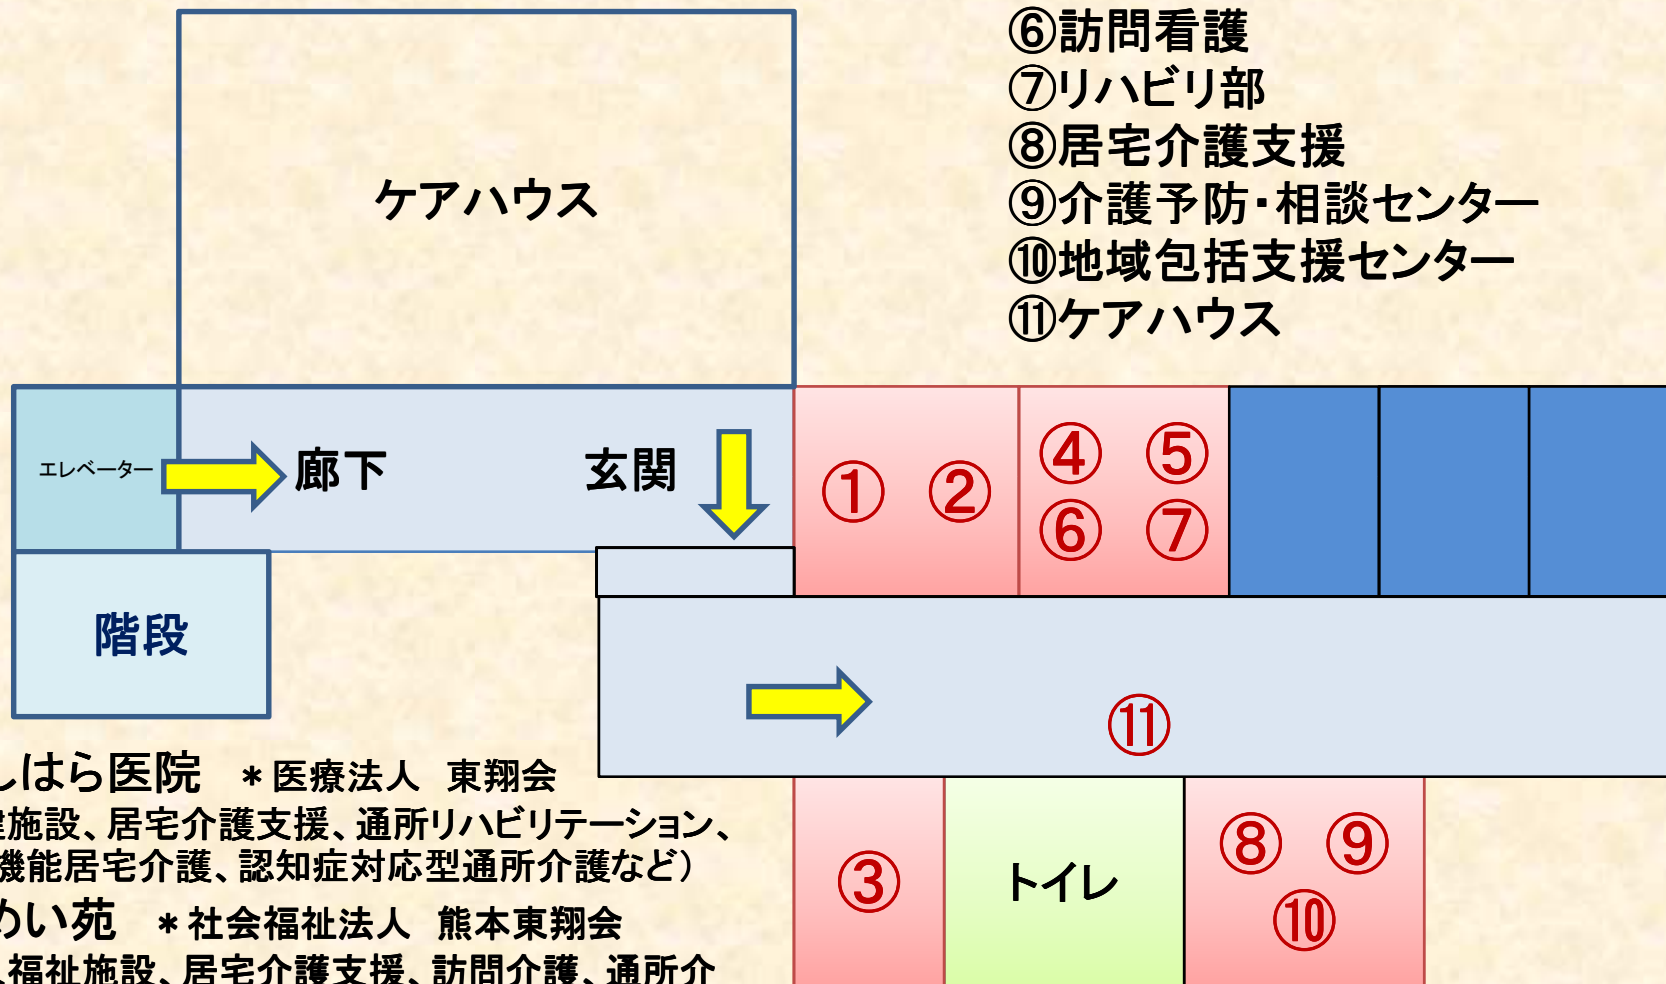 ⑥訪問看護
⑦リハビリ部
⑧居宅介護支援
⑨介護予防・相談センター
⑩地域包括支援センター
⑪ケアハウス
ケアハウス
エレベーター
廊下
玄関
① ②
④ ⑤
⑥ ⑦
階段
⑪
しはら医院 *医療法人 東翔会
健施設、居宅介護支援、通所リハビリテーション、
機能居宅介護、認知症対応型通所介護など)
めい苑 *社会福祉法人 熊本東翔会
福祉施設、居宅介護支援、訪問介護、通所介
③
トイレ
⑧ ⑨
⑩